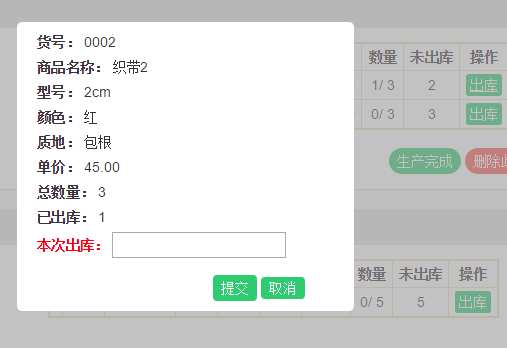 货号： 0002
商品名称： 织带2
型号： 2cm
颜色： 红
质地： 包根
单价： 45.00
总数量： 3
已出库： 1
本次出库：
提交 取消
数量 未出库 操作
1/ 3 2 出库
0/ 3 3 出库
生产完成 删除
数量 未出库 操作
0/ 5 5 出库